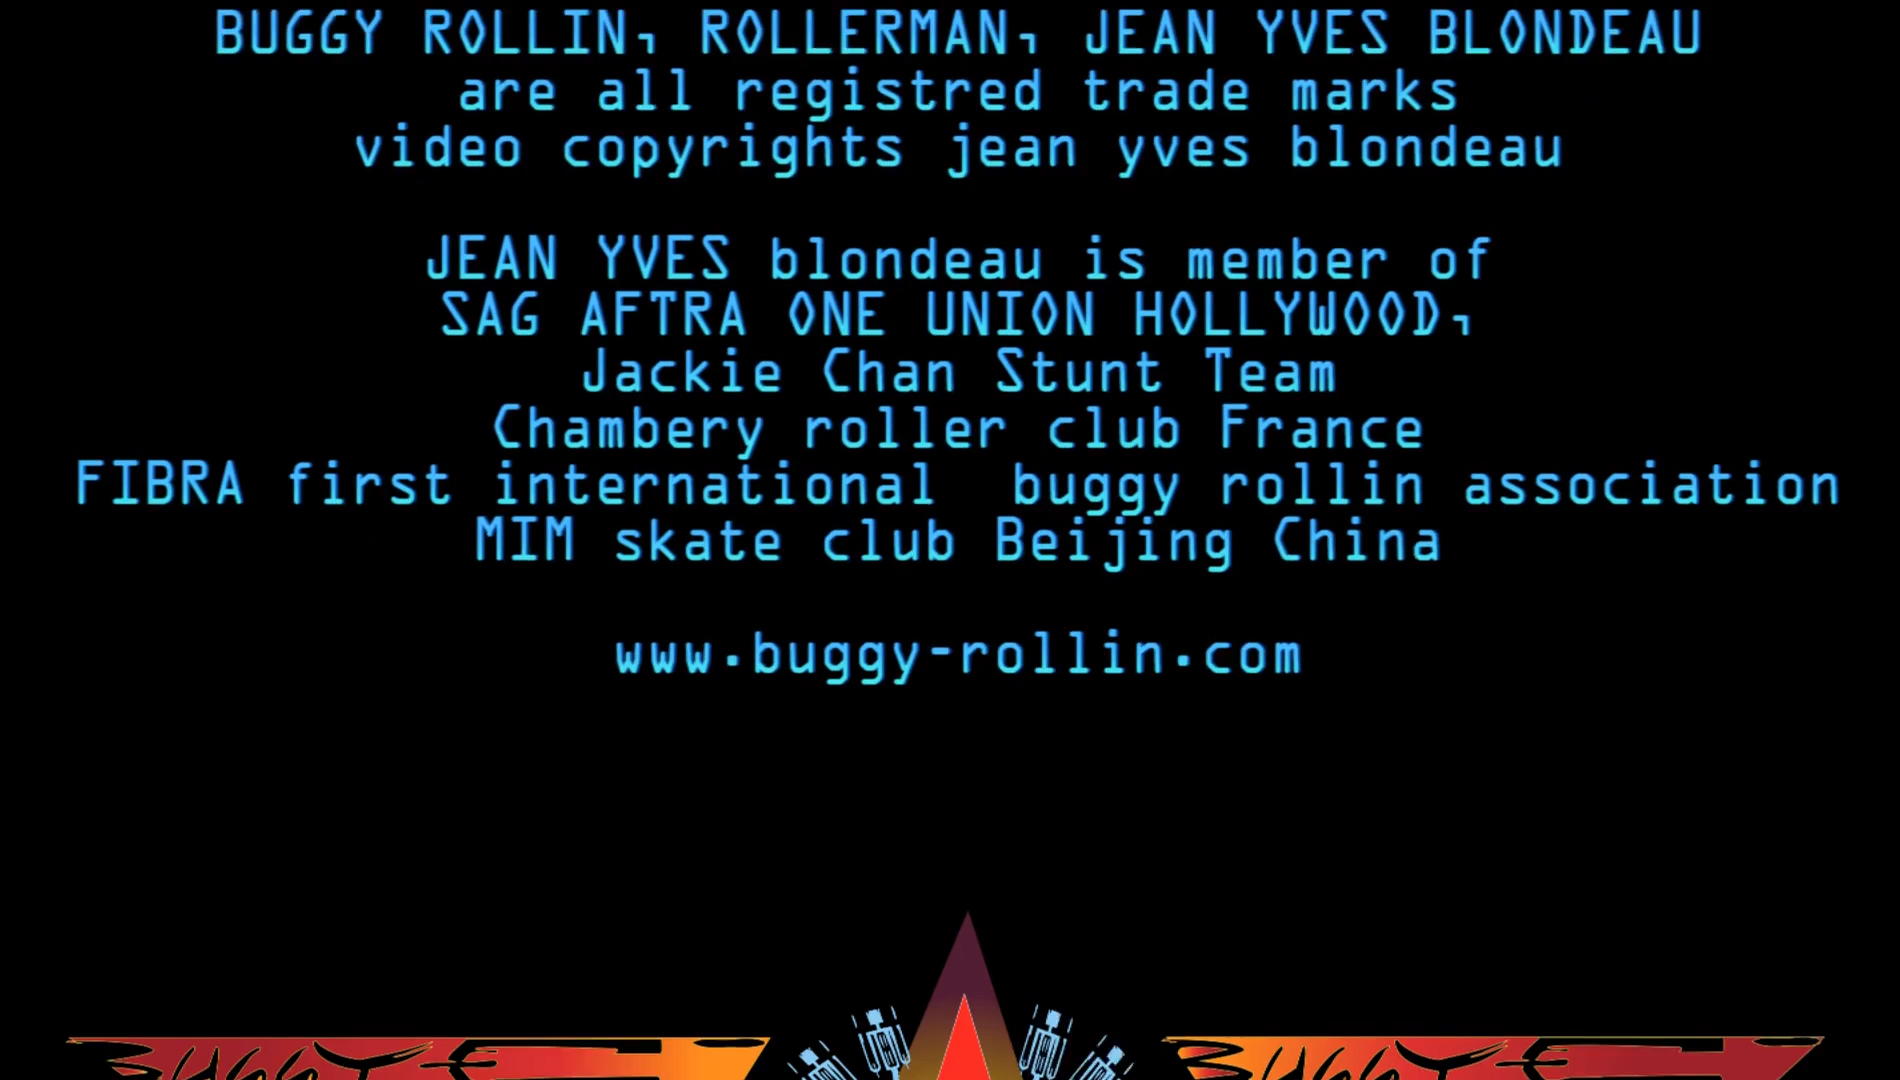 BUGGY ROLLIN, ROLLERMAN, JEAN YVES BLONDEAU
are all registred trade marks
video copyrights jean yves blondeau
JEAN YVES blondeau is member of
SAG AFTRA ONE UNION HOLLYWOOD,
Jackie Chan Stunt Team
Chambery roller club France
FIBRA first international  buggy rollin association
MIM skate club Beijing China
www.buggy-rollin.com